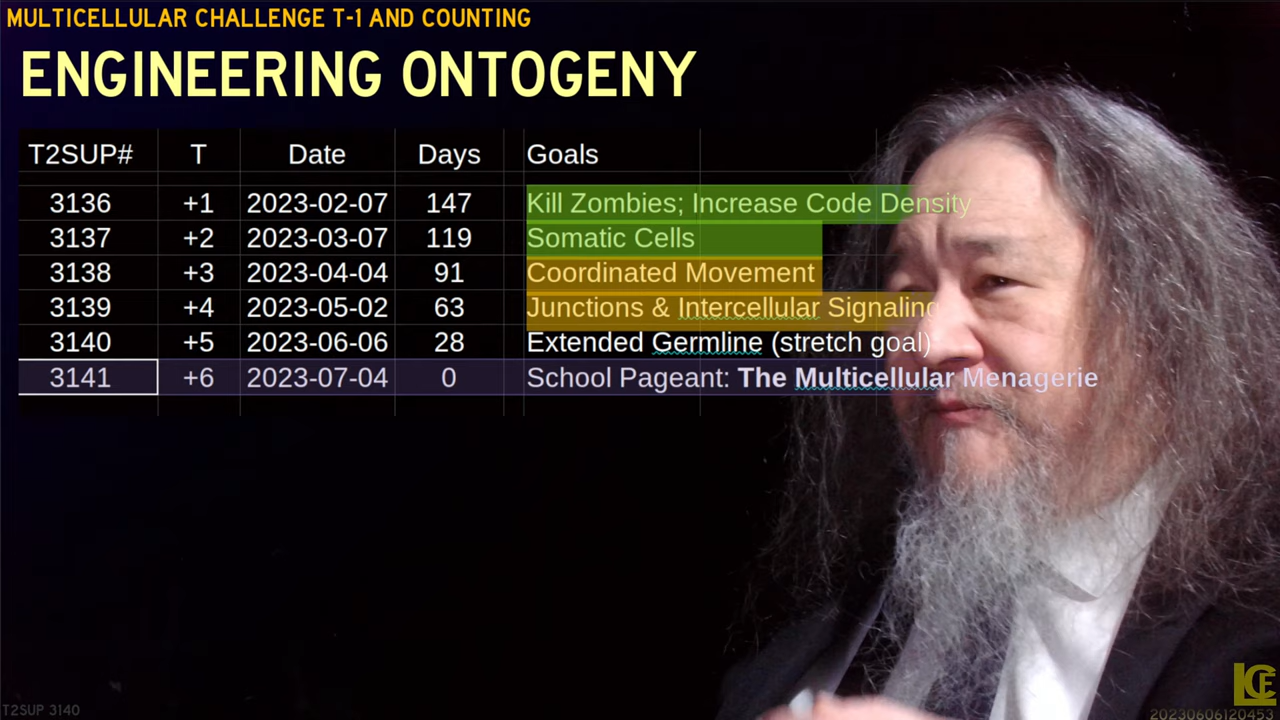 MULTICELLULAR CHALLENGE T-1 AND COUNTING
ENGINEERING ONTOGENY
T2SUP# T Date Days Goals
3136 +1 2023-02-07 147 Kill Zombies; Increase Code Density
3137 +2 2023-03-07 119 Somatic Cells
3138 +3 2023-04-04 91 Coordinated Movement
3139 +4 2023-05-02 63 Junctions & Intercellular Signaling
3140 +5 2023-06-06 28 Extended Germline (stretch goal)
3141 +6 2023-07-04 0 School Pageant: The Multicellular Menagerie
T2SUP 3140
20230606120453